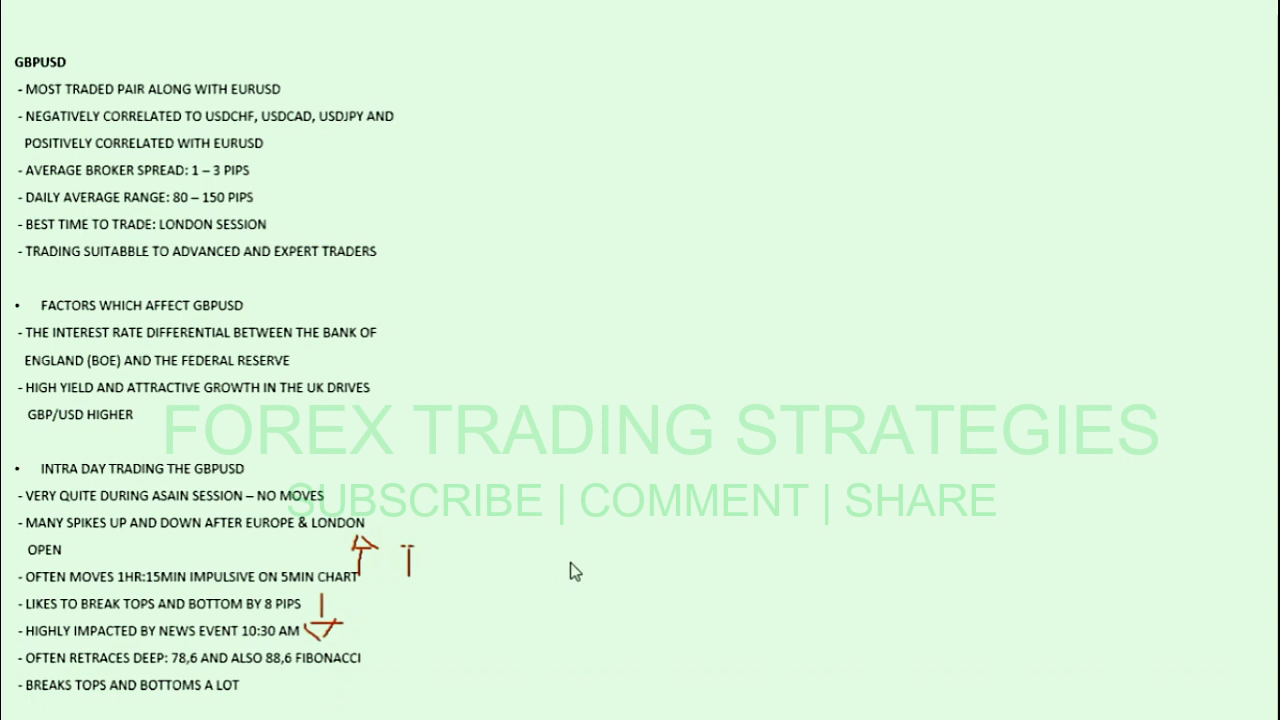 GBPUSD
- MOST TRADED PAIR ALONG WITH EURUSD
- NEGATIVELY CORRELATED TO USDCHF, USDCAD, USDJPY AND
POSITIVELY CORRELATED WITH EURUSD
- AVERAGE BROKER SPREAD: 1 – 3 PIPS
- DAILY AVERAGE RANGE: 80 – 150 PIPS
- BEST TIME TO TRADE: LONDON SESSION
- TRADING SUITABBLE TO ADVANCED AND EXPERT TRADERS
• FACTORS WHICH AFFECT GBPUSD
- THE INTEREST RATE DIFFERENTIAL BETWEEN THE BANK OF
ENGLAND (BOE) AND THE FEDERAL RESERVE
- HIGH YIELD AND ATTRACTIVE GROWTH IN THE UK DRIVES
GBP/USD HIGHER
FOREX TRADING STRATEGIES
• INTRA DAY TRADING THE GBPUSD
- VERY QUITE DURING ASAIN SESSION – NO MOVES
SUBSCRIBE | COMMENT | SHARE
- MANY SPIKES UP AND DOWN AFTER EUROPE & LONDON
OPEN
- OFTEN MOVES 1HR:15MIN IMPULSIVE ON 5MIN CHART
- LIKES TO BREAK TOPS AND BOTTOM BY 8 PIPS
- HIGHLY IMPACTED BY NEWS EVENT 10:30 AM
- OFTEN RETRACES DEEP: 78,6 AND ALSO 88,6 FIBONACCI
- BREAKS TOPS AND BOTTOMS A LOT